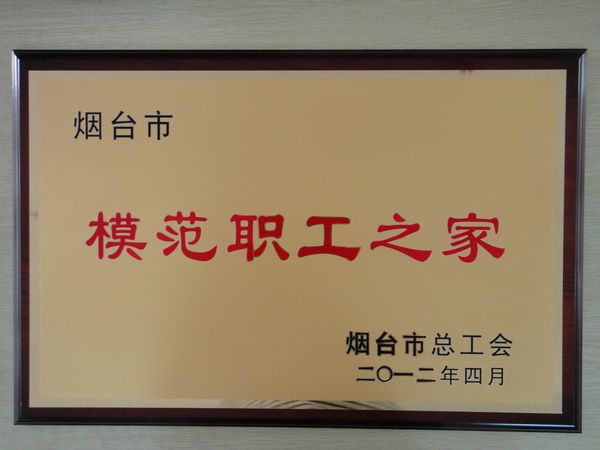 烟台市
模范职工之家
烟台市总工会
二〇一二年四月